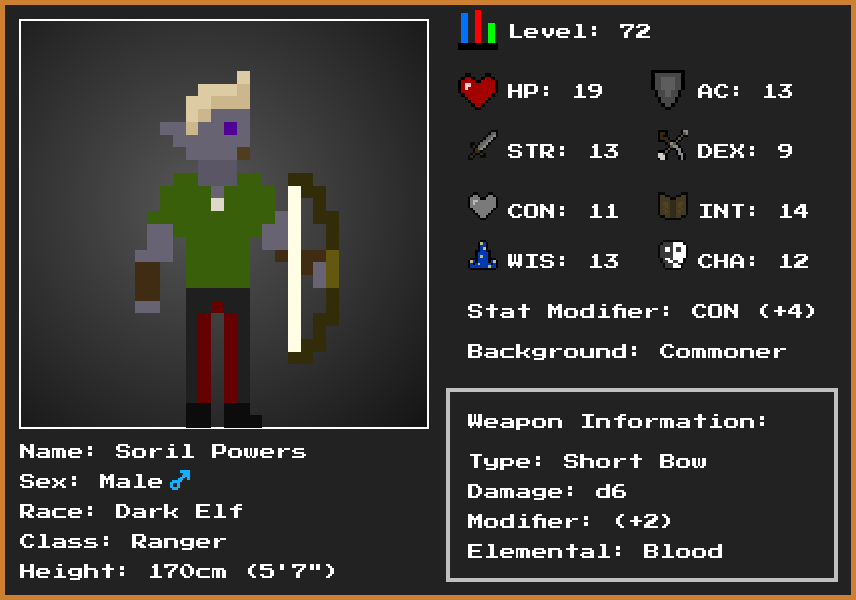 Level: 72
HP: 19 AC: 13
STR: 13 DEX: 9
CON: 11 INT: 14
WIS: 13 CHA: 12
Stat Modifier: CON (+4)
Background: Commoner
Weapon Information:
Type: Short Bow
Damage: d6
Modifier: (+2)
Elemental: Blood
Name: Soril Powers
Sex: Male ♂
Race: Dark Elf
Class: Ranger
Height: 170cm (5'7")